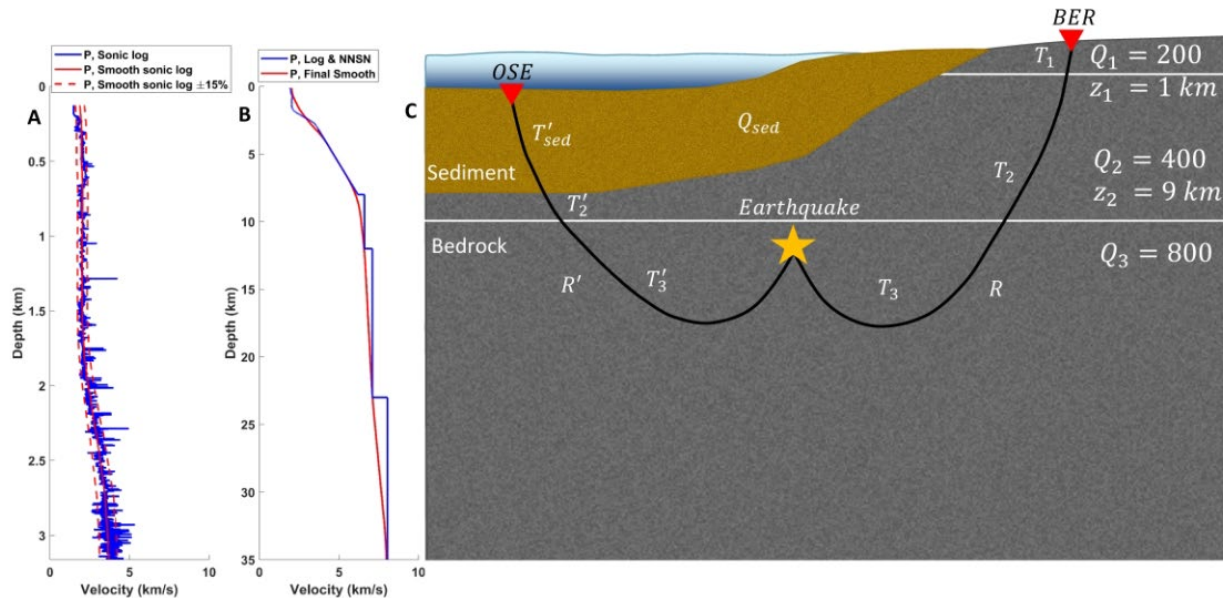 P, Sonic log
P, Smooth sonic log
P, Smooth sonic log ±15%
A
0
0.5
1
1.5
2
2.5
3
Depth (km)
0
5
10
Velocity (km/s)
P, Log & NNSN
P, Final Smooth
B
0
5
10
15
20
25
30
35
Depth (km)
0
5
10
Velocity (km/s)
C
BER
OSE
T₁
Q₁ = 200
z₁ = 1 km
T′sed
Qsed
Sediment
T₂
Q₂ = 400
z₂ = 9 km
T′₂
Earthquake
Bedrock
Q₃ = 800
R′
T′₃
T₃
R